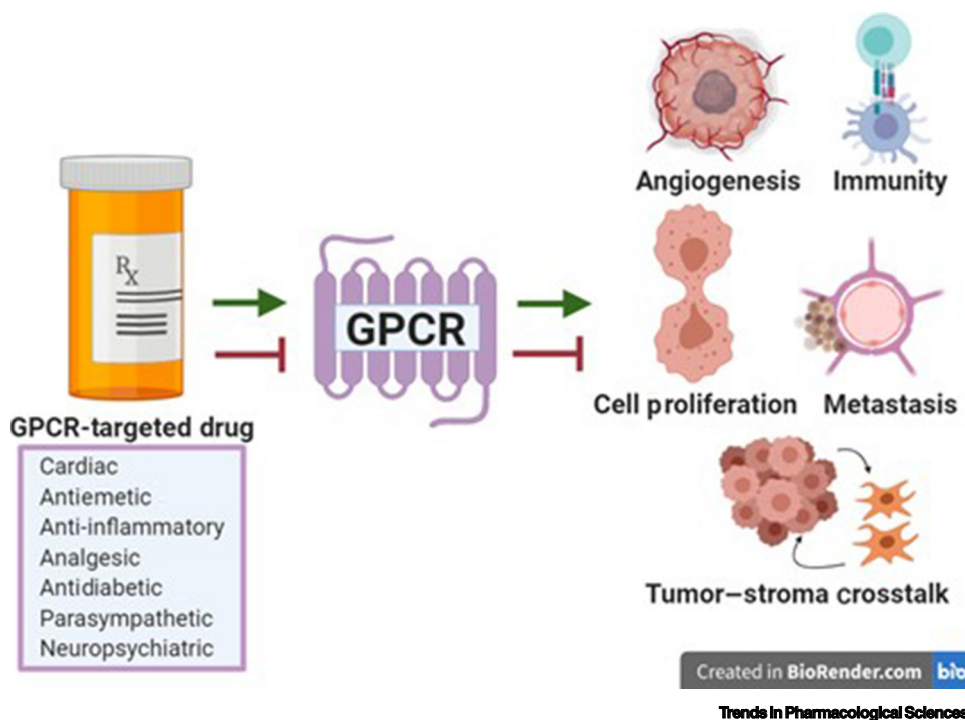 Angiogenesis
Immunity
Rx
GPCR
Cell proliferation
Metastasis
GPCR-targeted drug
Cardiac
Antiemetic
Anti-inflammatory
Analgesic
Antidiabetic
Parasympathetic
Neuropsychiatric
Tumor–stroma crosstalk
Created in BioRender.com
bio
Trends in Pharmacological Sciences